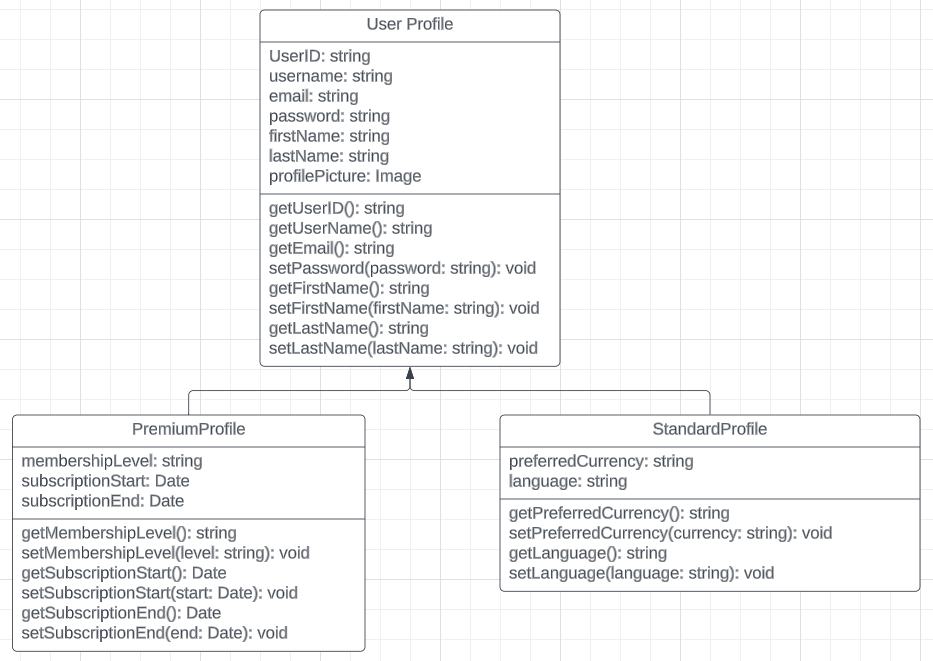 User Profile
UserID: string
username: string
email: string
password: string
firstName: string
lastName: string
profilePicture: Image
getUserID(): string
getUserName(): string
getEmail(): string
setPassword(password: string): void
getFirstName(): string
setFirstName(firstName: string): void
getLastName(): string
setLastName(lastName: string): void
PremiumProfile
membershipLevel: string
subscriptionStart: Date
subscriptionEnd: Date
getMembershipLevel(): string
setMembershipLevel(level: string): void
getSubscriptionStart(): Date
setSubscriptionStart(start: Date): void
getSubscriptionEnd(): Date
setSubscriptionEnd(end: Date): void
StandardProfile
preferredCurrency: string
language: string
getPreferredCurrency(): string
setPreferredCurrency(currency: string): void
getLanguage(): string
setLanguage(language: string): void